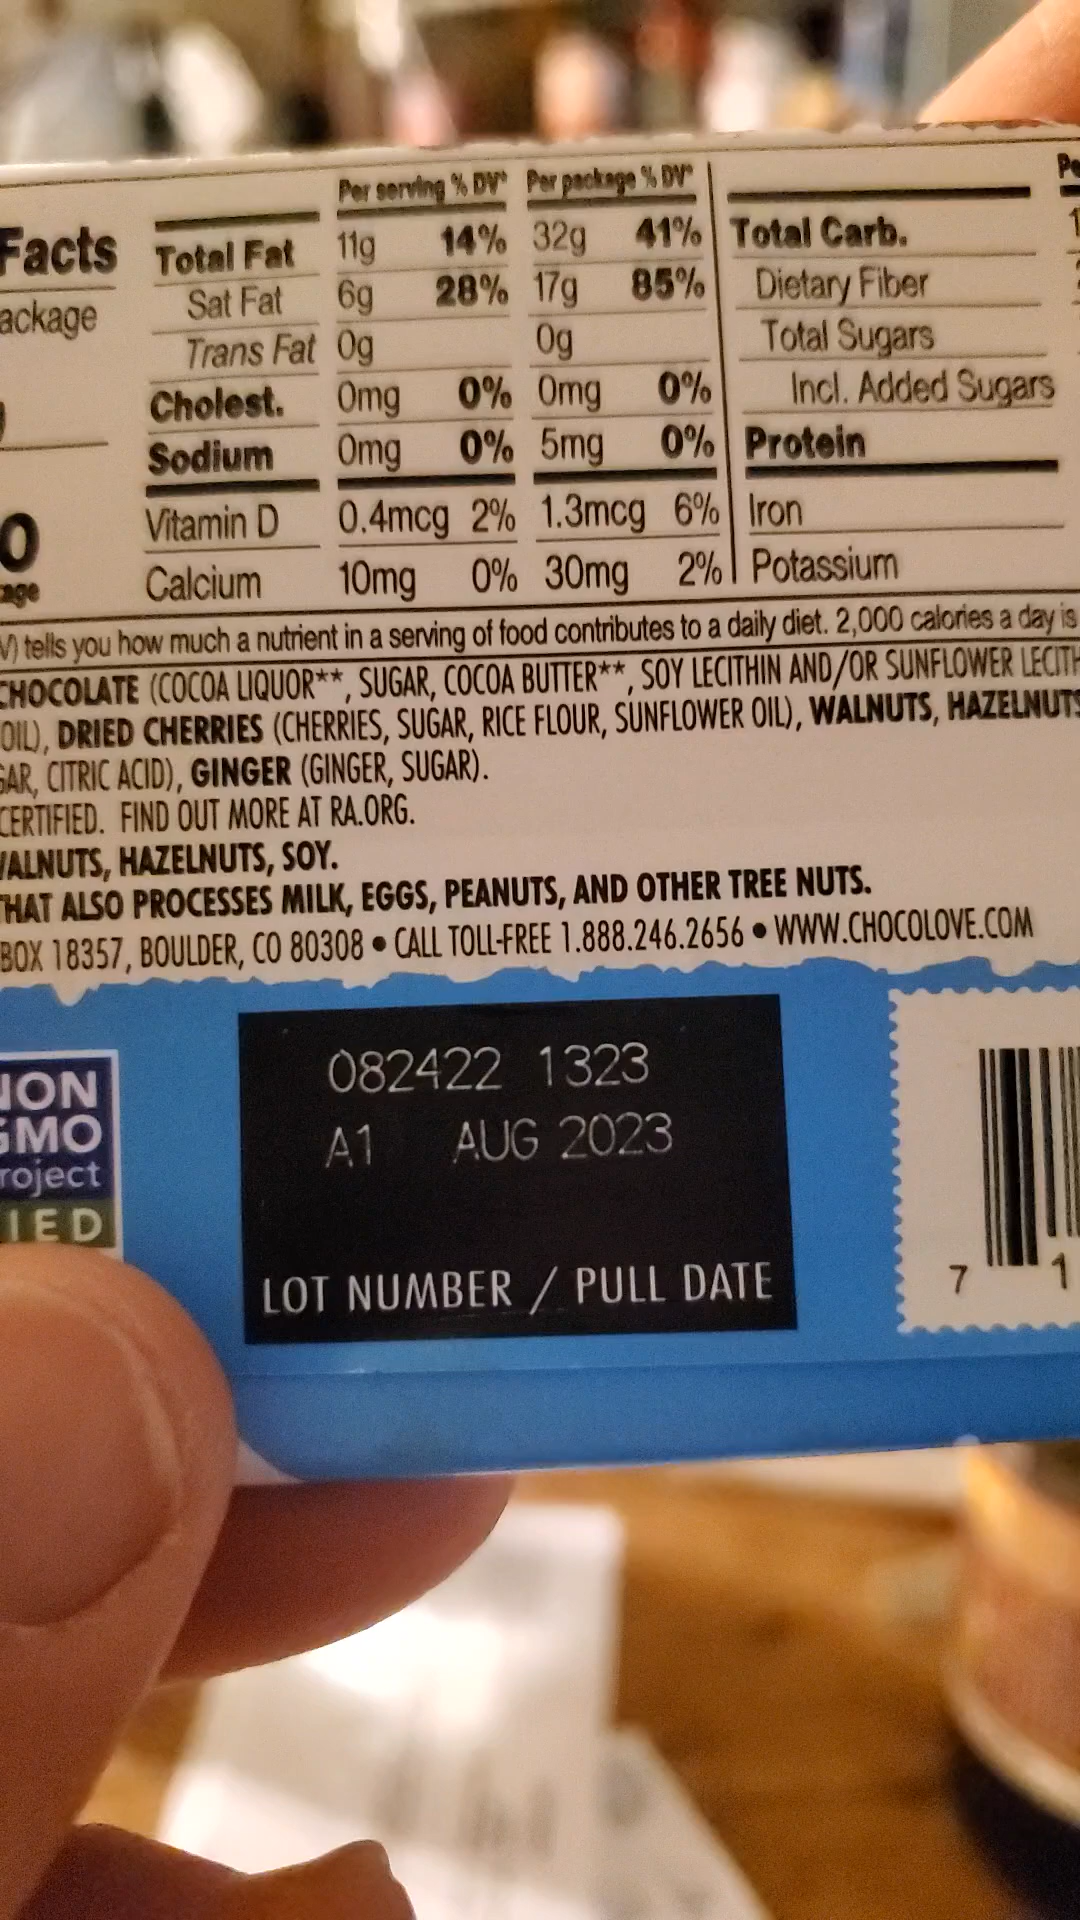 Per serving % DV* Per package % DV*
Facts
ackage
Total Fat 11g 14% 32g 41% Total Carb.
Sat Fat 6g 28% 17g 85% Dietary Fiber
Trans Fat 0g 0g Total Sugars
Cholest. 0mg 0% 0mg 0% Incl. Added Sugars
Sodium 0mg 0% 5mg 0% Protein
Vitamin D 0.4mcg 2% 1.3mcg 6% Iron
Calcium 10mg 0% 30mg 2% Potassium
V) tells you how much a nutrient in a serving of food contributes to a daily diet. 2,000 calories a day is
CHOCOLATE (COCOA LIQUOR**, SUGAR, COCOA BUTTER**, SOY LECITHIN AND/OR SUNFLOWER LECITH
OIL), DRIED CHERRIES (CHERRIES, SUGAR, RICE FLOUR, SUNFLOWER OIL), WALNUTS, HAZELNUTS
GAR, CITRIC ACID), GINGER (GINGER, SUGAR).
CERTIFIED. FIND OUT MORE AT RA.ORG.
WALNUTS, HAZELNUTS, SOY.
THAT ALSO PROCESSES MILK, EGGS, PEANUTS, AND OTHER TREE NUTS.
BOX 18357, BOULDER, CO 80308 • CALL TOLL-FREE 1.888.246.2656 • WWW.CHOCOLOVE.COM
NON
GMO
roject
IED
082422 1323
A1 AUG 2023
LOT NUMBER / PULL DATE
7 1